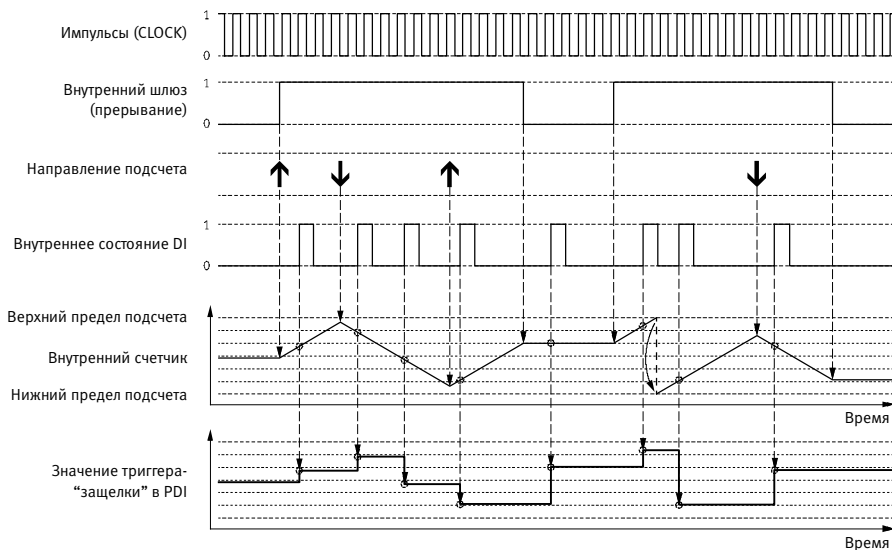 Импульсы (CLOCK)
1
0
Внутренний шлюз
(прерывание)
1
0
Направление подсчета
Внутреннее состояние DI
1
0
Верхний предел подсчета
Внутренний счетчик
Нижний предел подсчета
Время
Значение триггера-
“защелки” в PDI
Время